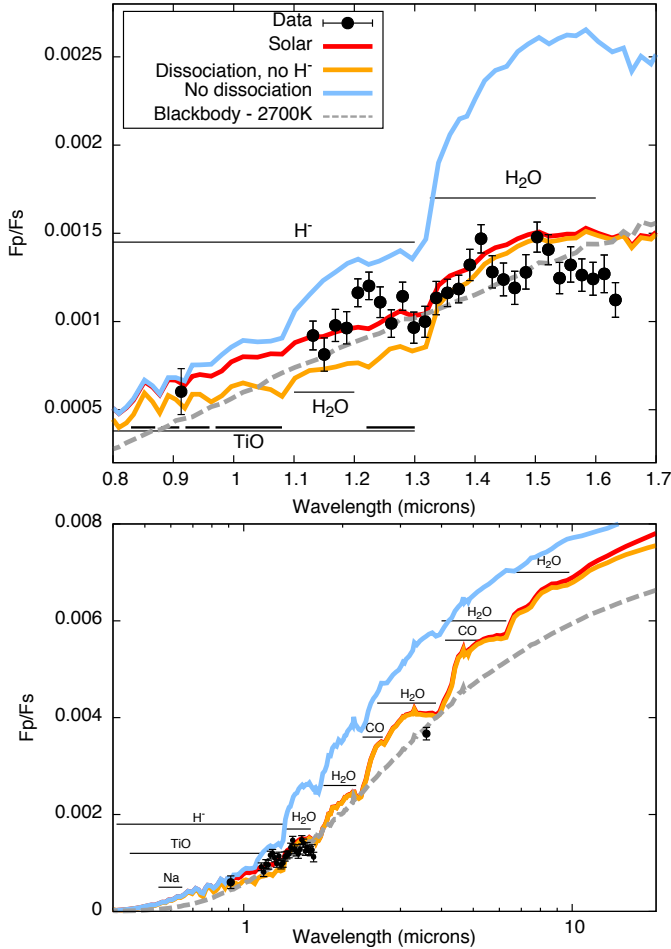 Data
Solar
Dissociation, no H⁻
No dissociation
Blackbody - 2700K
0.0025
0.002
0.0015
0.001
0.0005
Fp/Fs
H₂O
H⁻
H₂O
TiO
0.8 0.9 1 1.1 1.2 1.3 1.4 1.5 1.6 1.7
Wavelength (microns)
0.008
0.006
0.004
0.002
0
Fp/Fs
H₂O
H₂O
CO
H₂O
CO
H₂O
H⁻
H₂O
TiO
Na
1 10
Wavelength (microns)